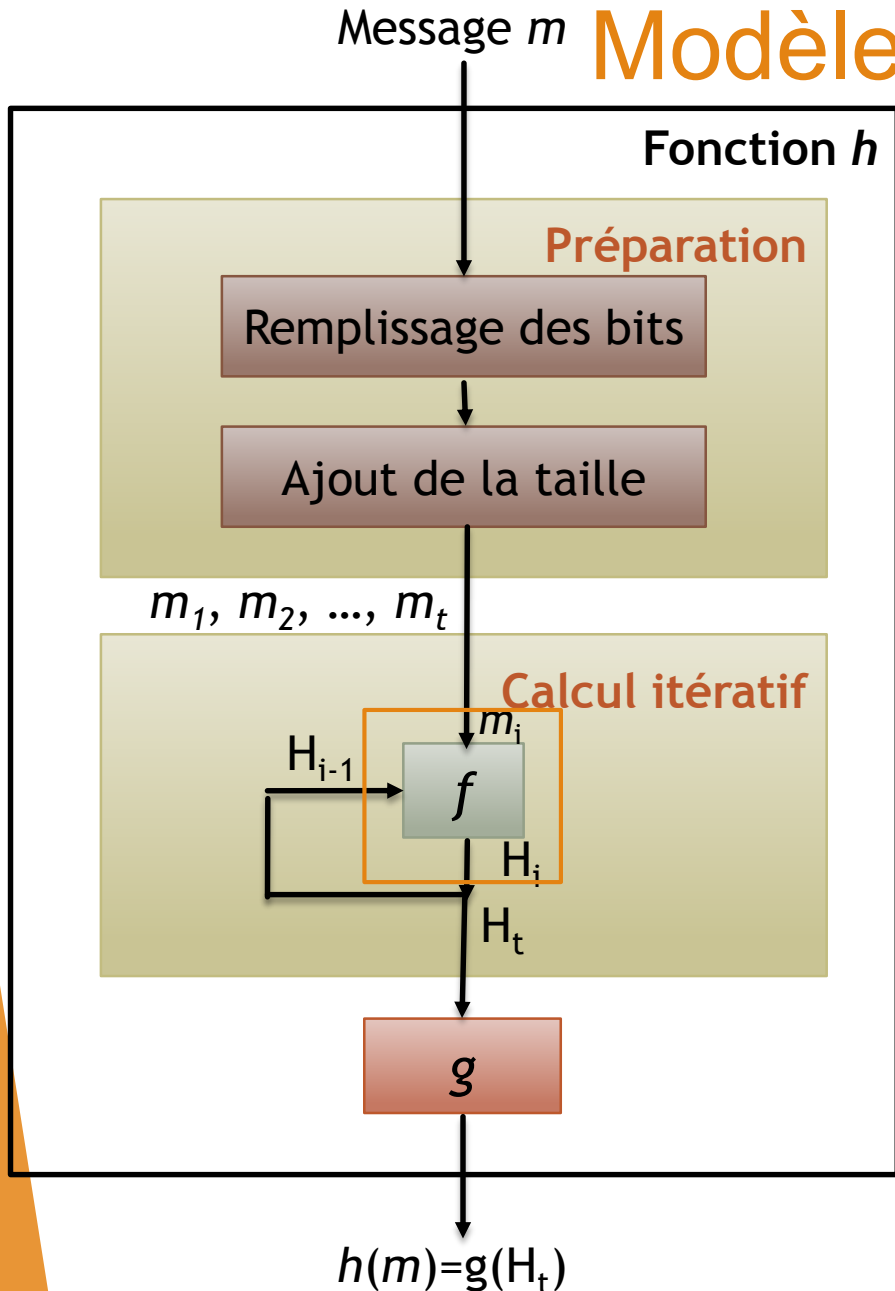 Message m
Modèle
Fonction h
Préparation
Remplissage des bits
Ajout de la taille
m₁, m₂, …, mₜ
Calcul itératif
mᵢ
Hᵢ₋₁
f
Hᵢ
Hₜ
g
h(m)=g(Hₜ)